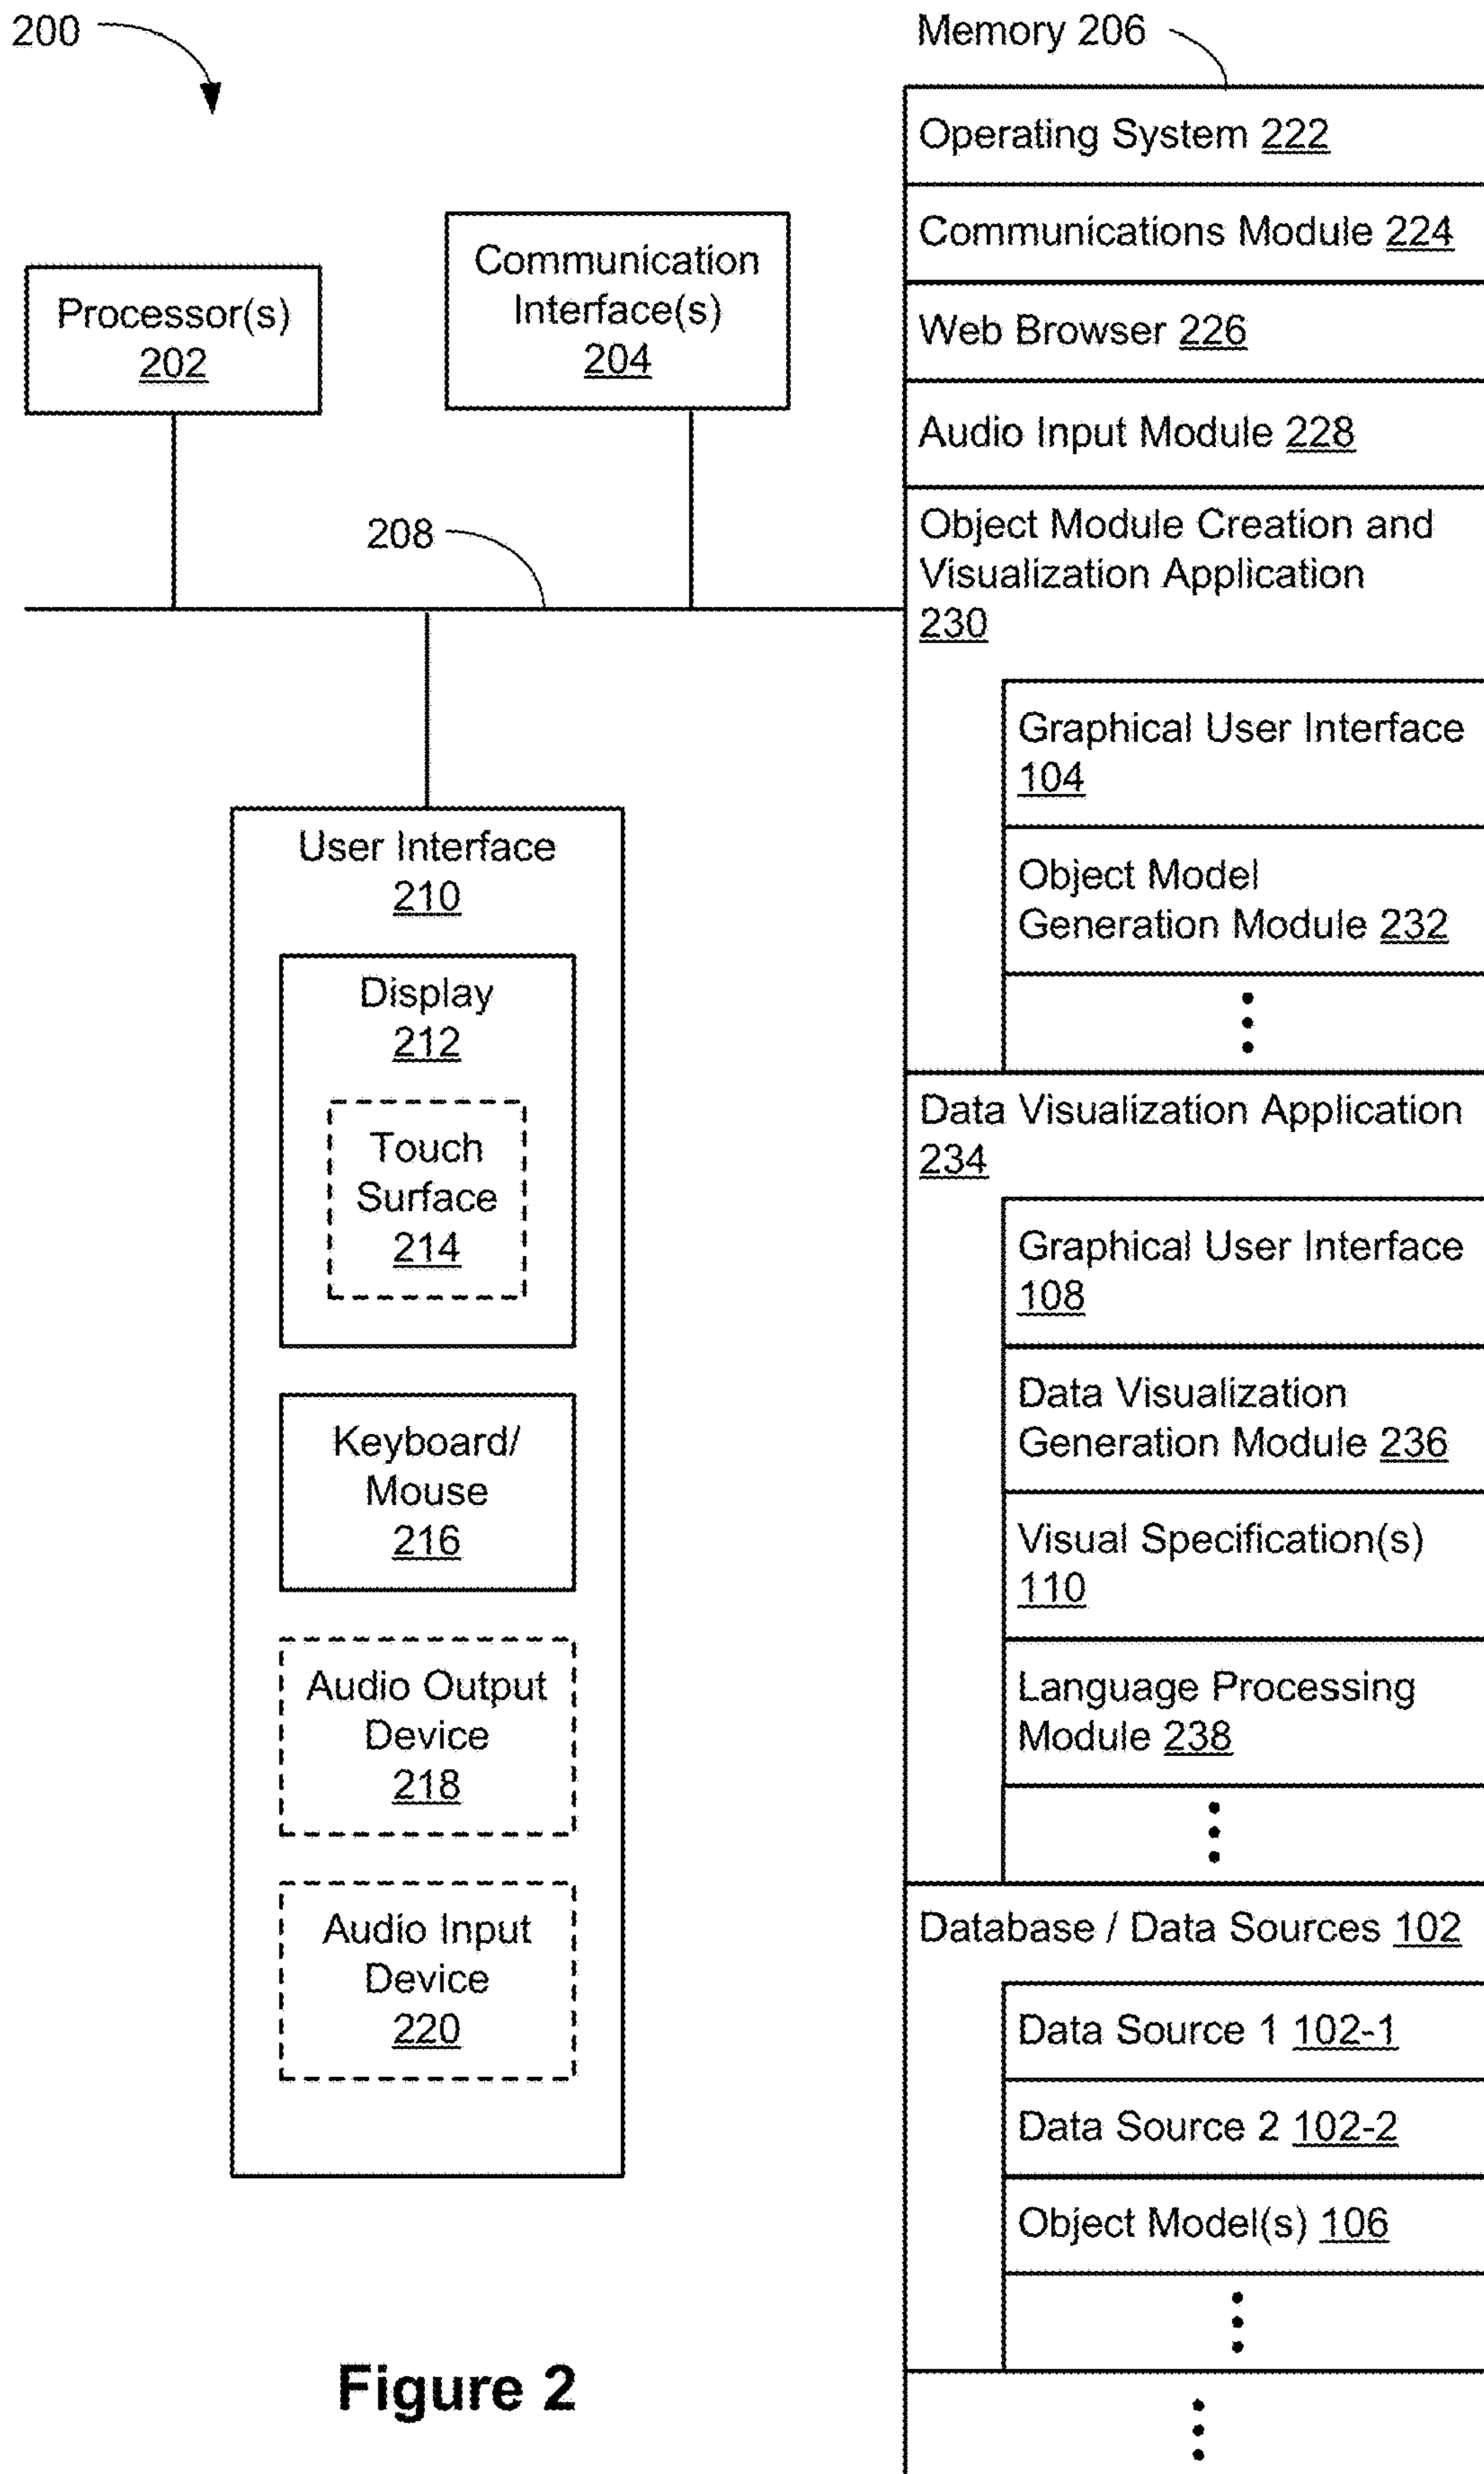 200
Memory 206
Operating System 222
Communications Module 224
Web Browser 226
Audio Input Module 228
Object Module Creation and
Visualization Application
230
Graphical User Interface
104
Object Model
Generation Module 232
Data Visualization Application
234
Graphical User Interface
108
Data Visualization
Generation Module 236
Visual Specification(s)
110
Language Processing
Module 238
Database / Data Sources 102
Data Source 1 102-1
Data Source 2 102-2
Object Model(s) 106
Processor(s)
202
Communication
Interface(s)
204
208
User Interface
210
Display
212
Touch
Surface
214
Keyboard/
Mouse
216
Audio Output
Device
218
Audio Input
Device
220
Figure 2